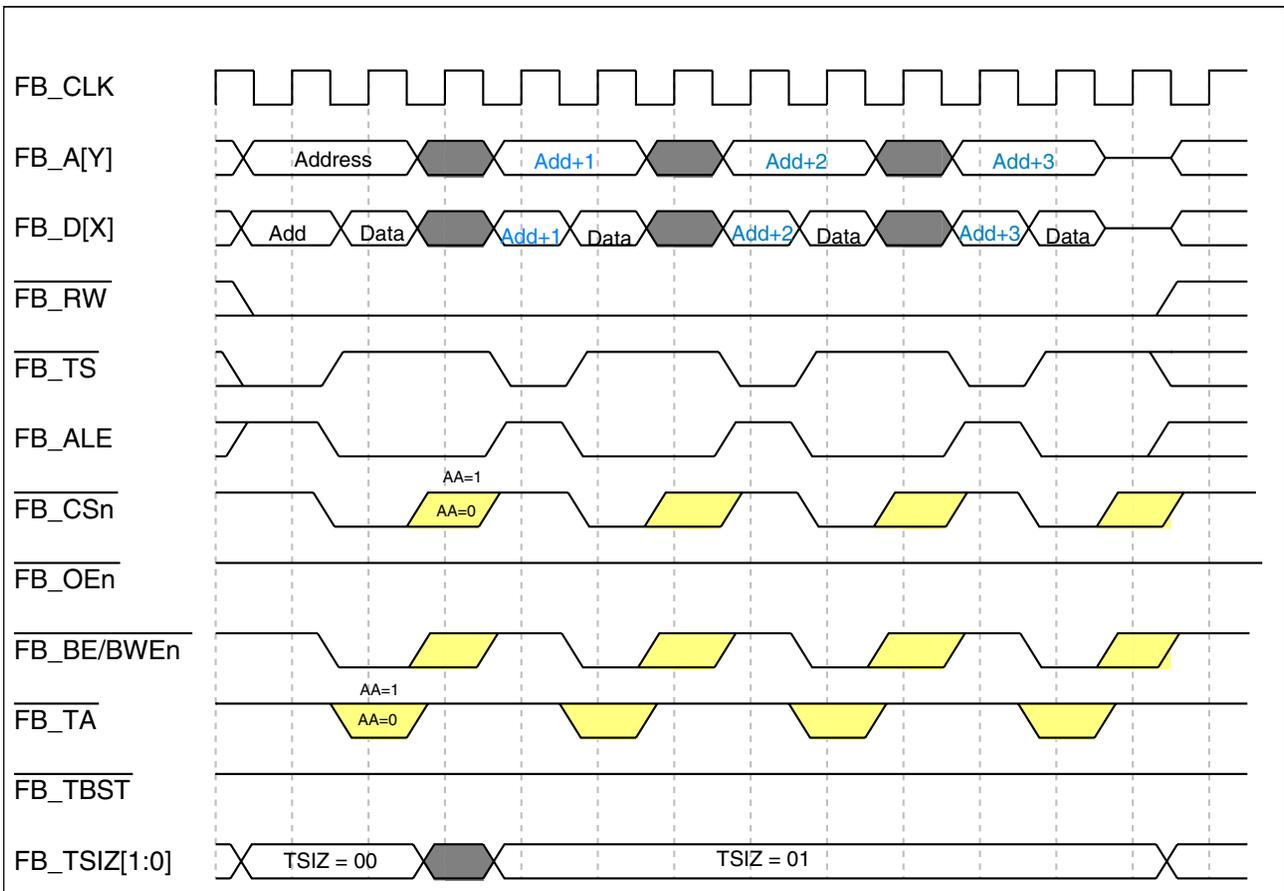 FB_CLK
FB_A[Y] Address Add+1 Add+2 Add+3
FB_D[X] Add Data Add+1 Data Add+2 Data Add+3 Data
FB_RW
FB_TS
FB_ALE
AA=1
FB_CSn AA=0
FB_OEn
FB_BE/BWEn
AA=1
FB_TA AA=0
FB_TBST
FB_TSIZ[1:0] TSIZ = 00 TSIZ = 01